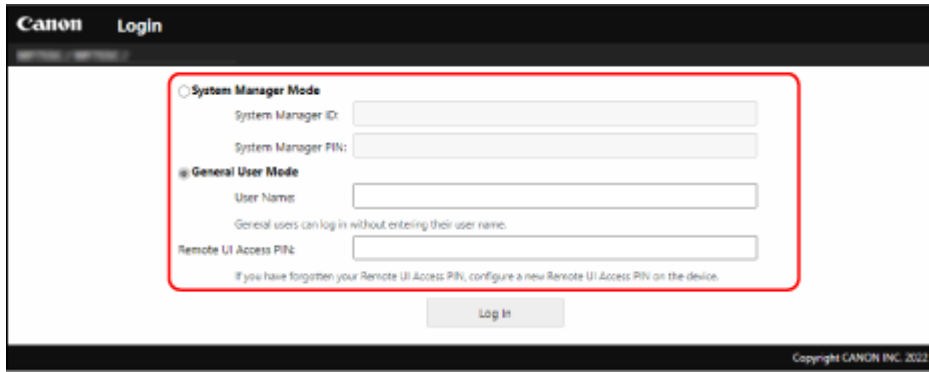 Canon Login
System Manager Mode
System Manager ID:
System Manager PIN:
General User Mode
User Name:
General users can log in without entering their user name.
Remote UI Access PIN:
If you have forgotten your Remote UI Access PIN, configure a new Remote UI Access PIN on the device.
Log In
Copyright CANON INC. 2022